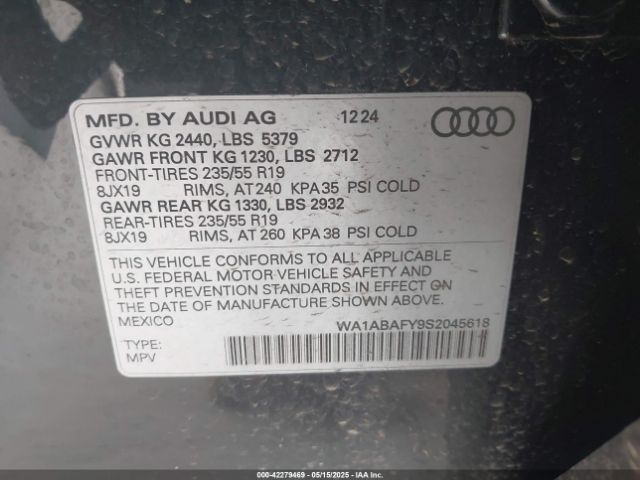 MFD. BY AUDI AG 12 24
GVWR KG 2440, LBS 5379
GAWR FRONT KG 1230, LBS 2712
FRONT-TIRES 235/55 R19
8JX19 RIMS, AT 240 KPA 35 PSI COLD
GAWR REAR KG 1330, LBS 2932
REAR-TIRES 235/55 R19
8JX19 RIMS, AT 260 KPA 38 PSI COLD
THIS VEHICLE CONFORMS TO ALL APPLICABLE
U.S. FEDERAL MOTOR VEHICLE SAFETY AND
THEFT PREVENTION STANDARDS IN EFFECT ON
THE DATE OF MANUFACTURE SHOWN ABOVE.
MEXICO
WA1ABAFY9S2045618
TYPE:
MPV
000-42279469 - 05/15/2025 - IAA Inc.